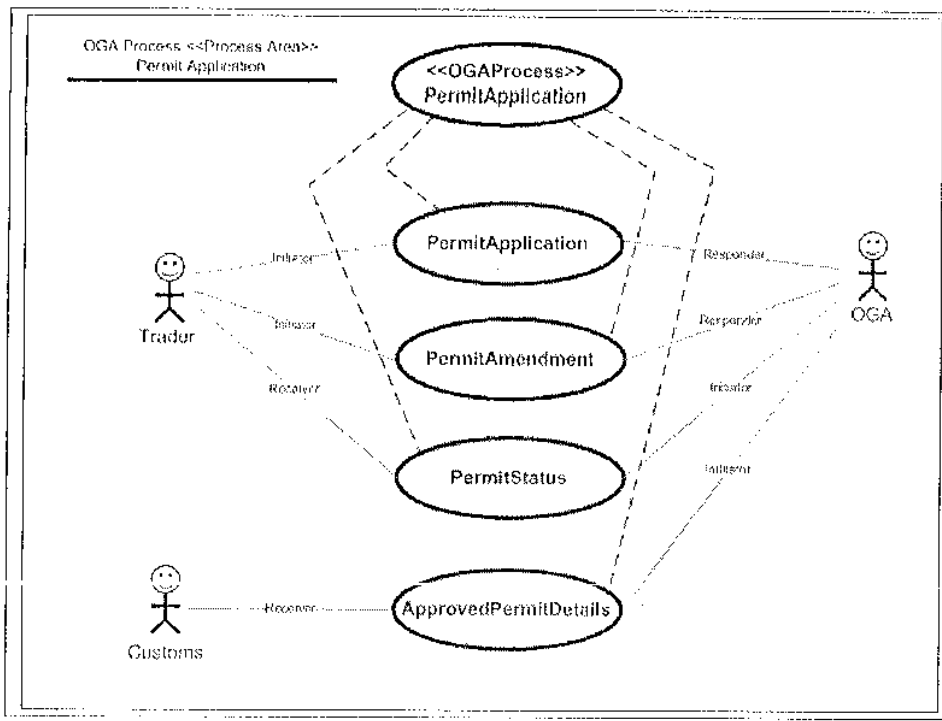 OGA Process <<Process Area>>
Permit Application
<<OGAProcess>>
PermitApplication
PermitApplication
Initiator
Responder
Trader
OGA
Initiator
Responder
PermitAmendment
Receiver
Initiator
PermitStatus
Initiator
ApprovedPermitDetails
Receiver
Customs